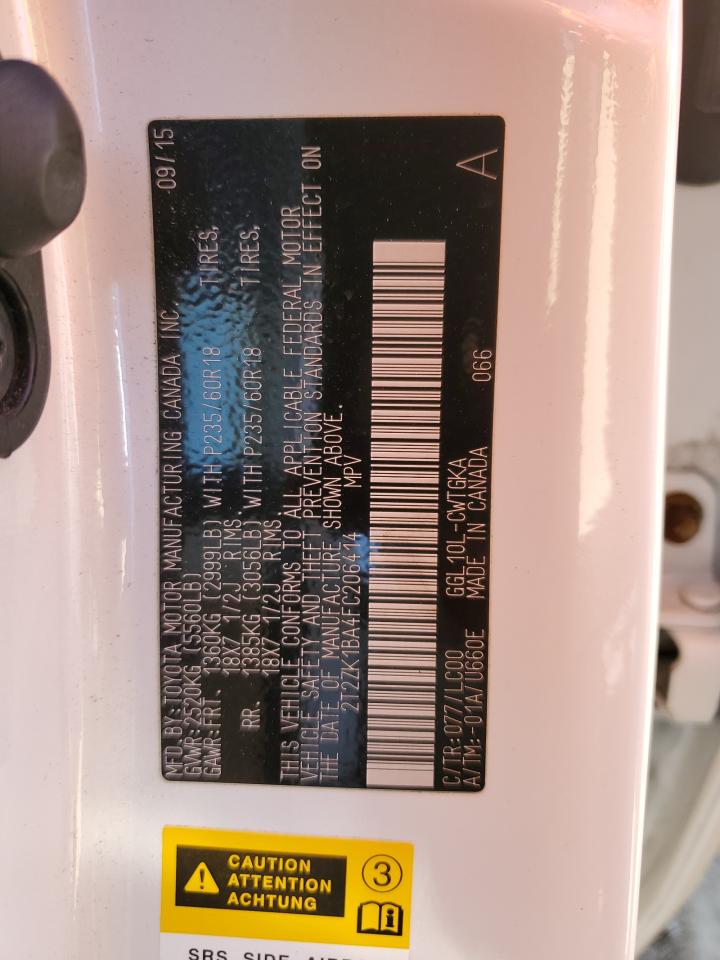 MFD. BY: TOYOTA MOTOR MANUFACTURING CANADA INC. 09/15
GVWR: 2520KG (5560LB)
GAWR: FRT. 1360KG (2999LB) WITH P235/60R18 TIRES,
18X7 1/2J RIMS
RR. 1385KG (3056LB) WITH P235/60R18 TIRES,
18X7 1/2J RIMS
THIS VEHICLE CONFORMS TO ALL APPLICABLE FEDERAL MOTOR
VEHICLE SAFETY AND THEFT PREVENTION STANDARDS IN EFFECT ON
THE DATE OF MANUFACTURE SHOWN ABOVE.
2T2ZK1BA4FC206414 MPV
C/TR: 077/LC00 GGL10L-CWTGKA
A/TM:-01A/U660E MADE IN CANADA 066 A
CAUTION
ATTENTION
ACHTUNG
3
SRS SIDE